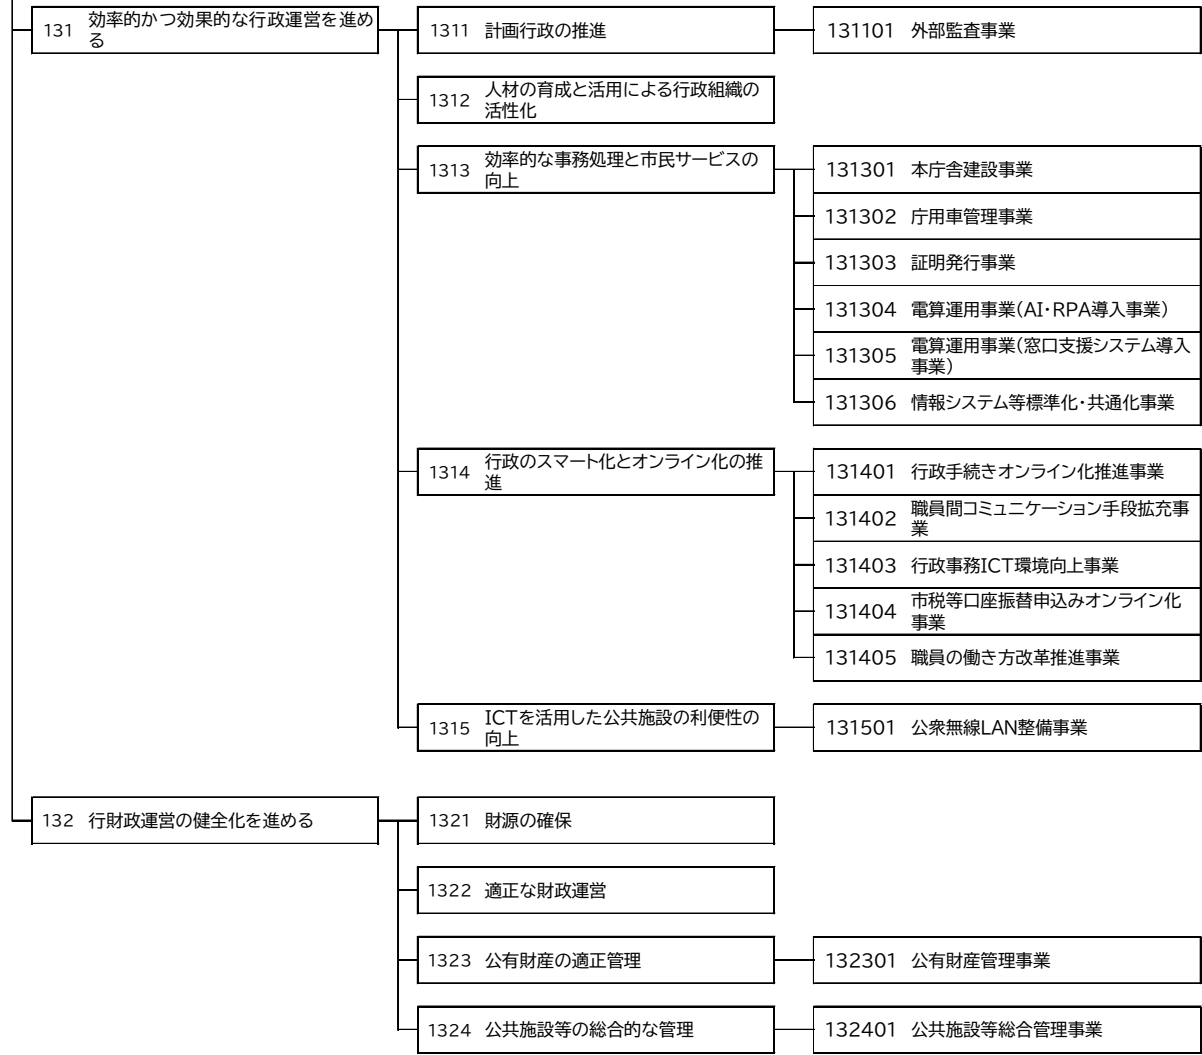 131 効率的かつ効果的な行政運営を進め
る
1311 計画行政の推進
131101 外部監査事業
1312 人材の育成と活用による行政組織の
活性化
1313 効率的な事務処理と市民サービスの
向上
131301 本庁舎建設事業
131302 庁用車管理事業
131303 証明発行事業
131304 電算運用事業(AI・RPA導入事業)
131305 電算運用事業(窓口支援システム導入
事業)
131306 情報システム等標準化・共通化事業
1314 行政のスマート化とオンライン化の推
進
131401 行政手続きオンライン化推進事業
131402 職員間コミュニケーション手段拡充事
業
131403 行政事務ICT環境向上事業
131404 市税等口座振替申込みオンライン化
事業
131405 職員の働き方改革推進事業
1315 ICTを活用した公共施設の利便性の
向上
131501 公衆無線LAN整備事業
132 行財政運営の健全化を進める
1321 財源の確保
1322 適正な財政運営
1323 公有財産の適正管理
132301 公有財産管理事業
1324 公共施設等の総合的な管理
132401 公共施設等総合管理事業